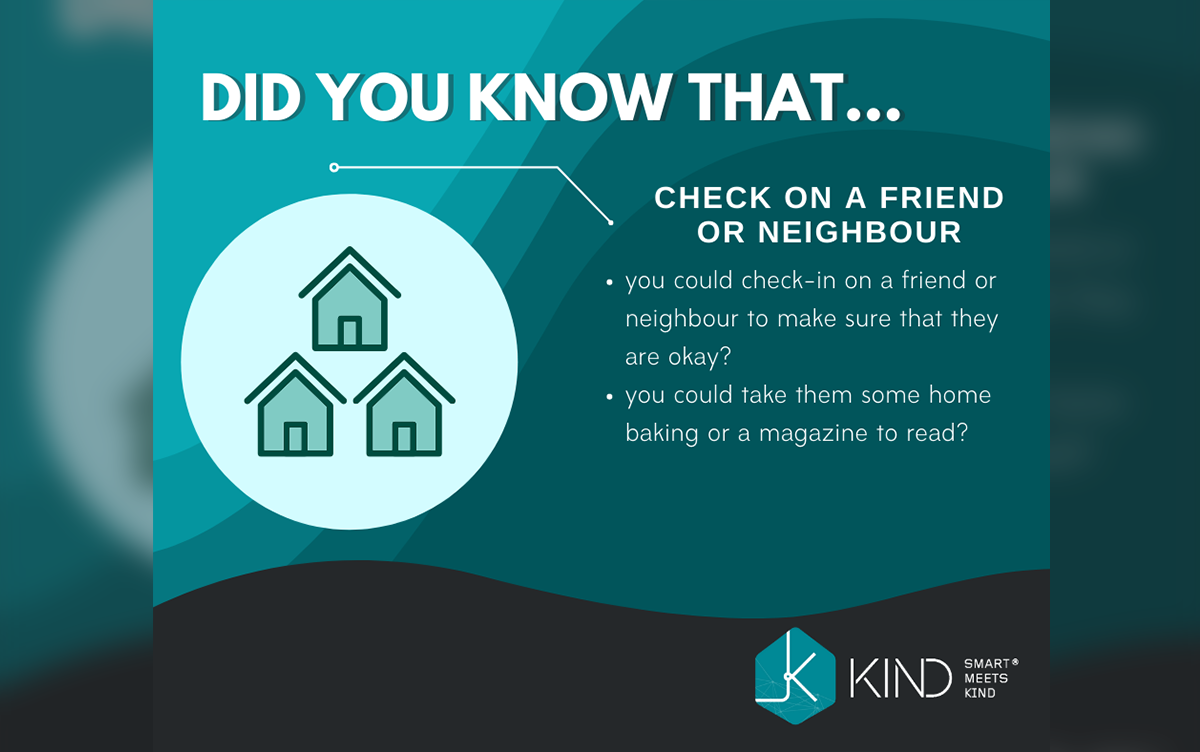 DID YOU KNOW THAT...
CHECK ON A FRIEND
OR NEIGHBOUR
• you could check-in on a friend or
neighbour to make sure that they
are okay?
• you could take them some home
baking or a magazine to read?
KIND
SMART®
MEETS
KIND